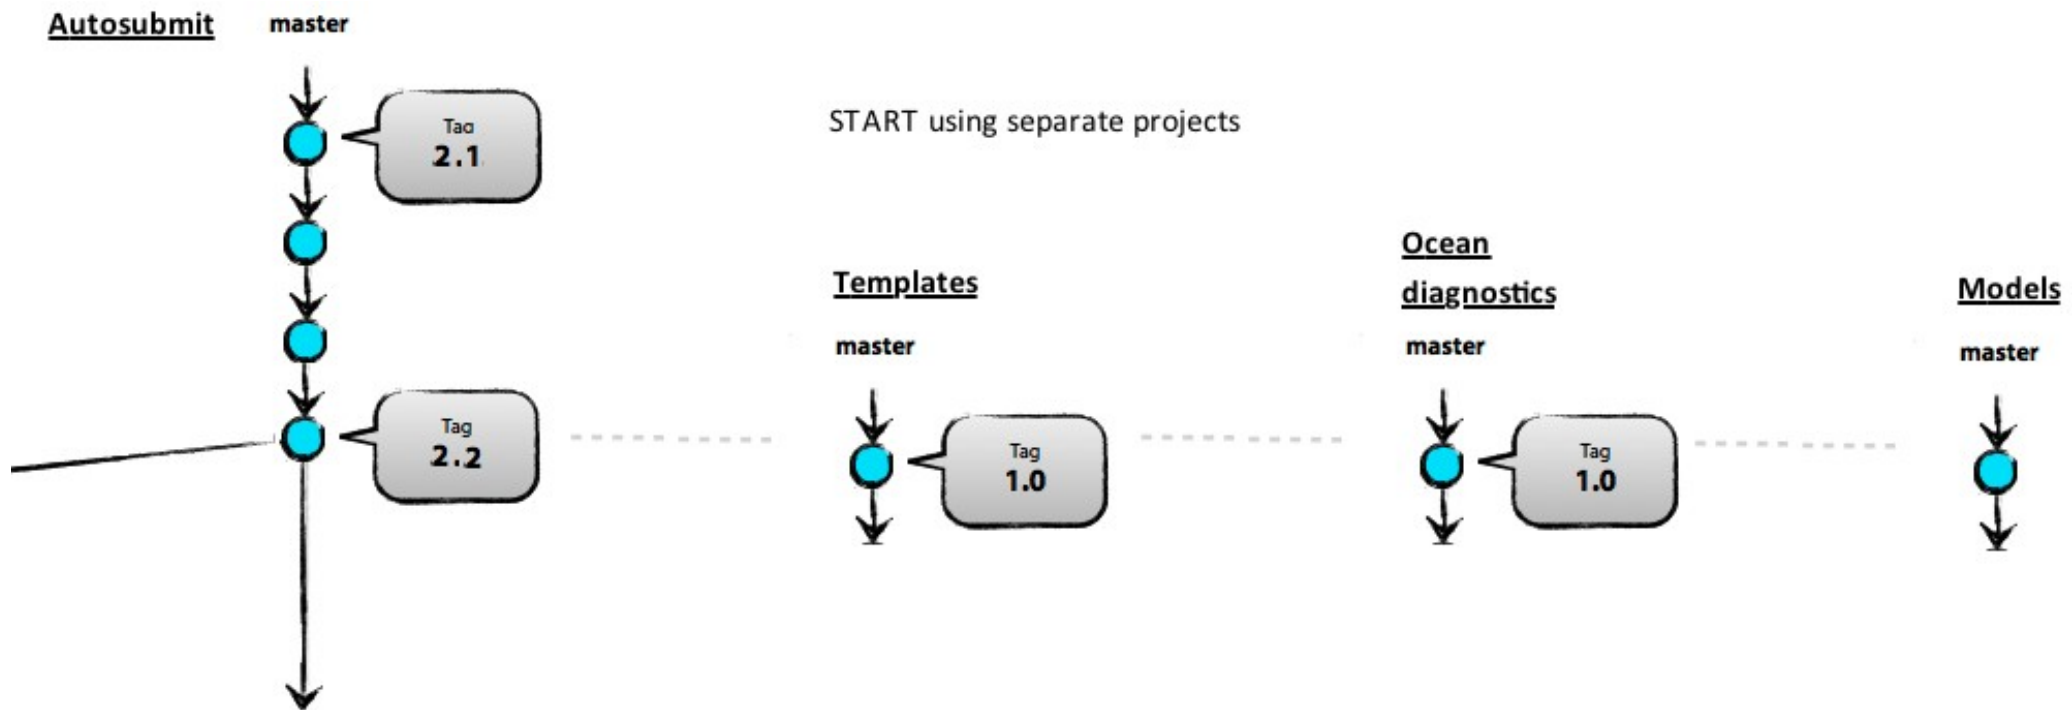 Autosubmit
master
Tag
2.1
START using separate projects
Templates
master
Ocean
diagnostics
master
Models
master
Tag
2.2
Tag
1.0
Tag
1.0